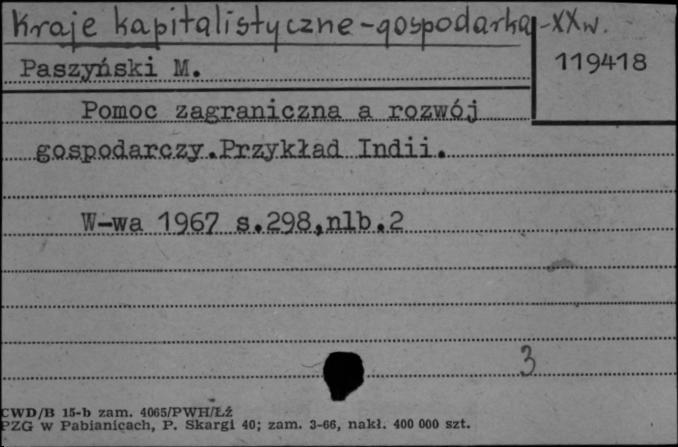 Kraje kapitalistyczne-gospodarka-XXw.
Paszyński M.
119418
Pomoc zagraniczna a rozwój
gospodarczy.Przykład Indii.
W-wa 1967 s.298,nlb.2
3
CWD/B 15-b zam. 4065/PWH/Łż
PZG w Pabianicach, P. Skargi 40; zam. 3-66, nakł. 400 000 szt.